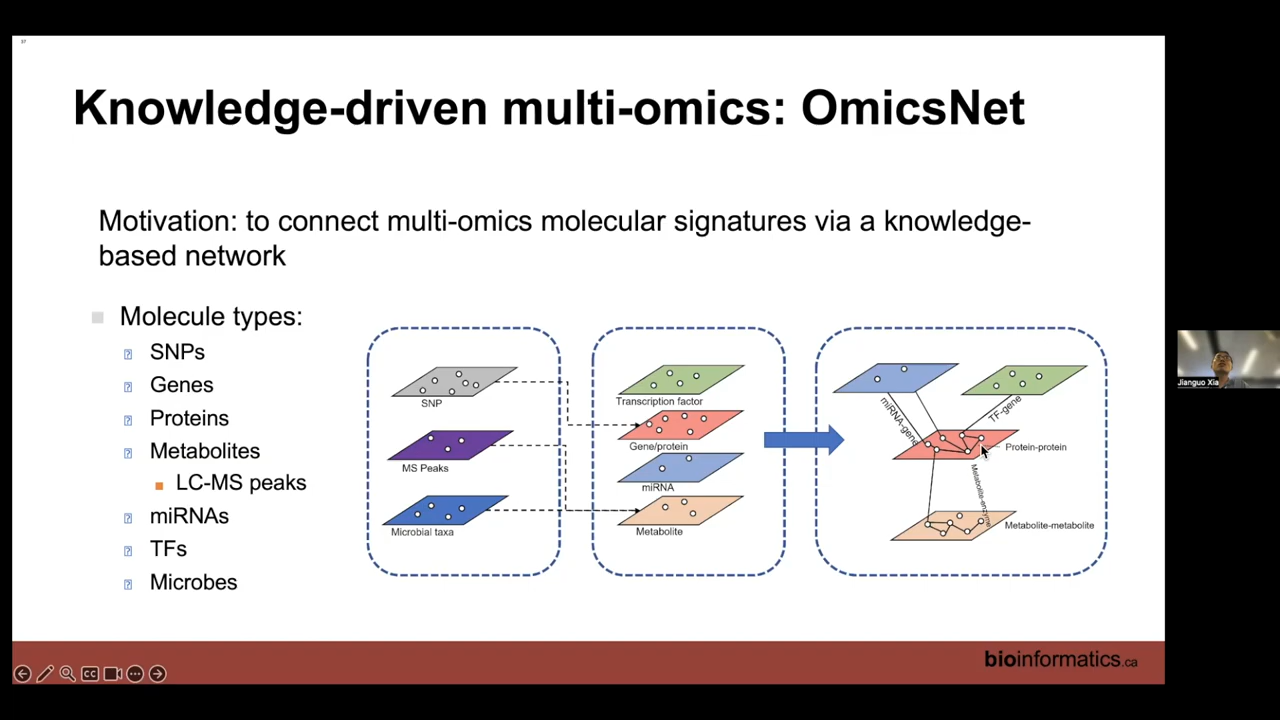 37
Knowledge-driven multi-omics: OmicsNet
Motivation: to connect multi-omics molecular signatures via a knowledge-
based network
Molecule types:
SNPs
Genes
Proteins
Metabolites
LC-MS peaks
miRNAs
TFs
Microbes
SNP
MS Peaks
Microbial taxa
Transcription factor
Gene/protein
miRNA
Metabolite
miRNA-gene
TF-gene
Protein-protein
Metabolite-enzyme
Metabolite-metabolite
bioinformatics.ca
CC
Jianguo Xia